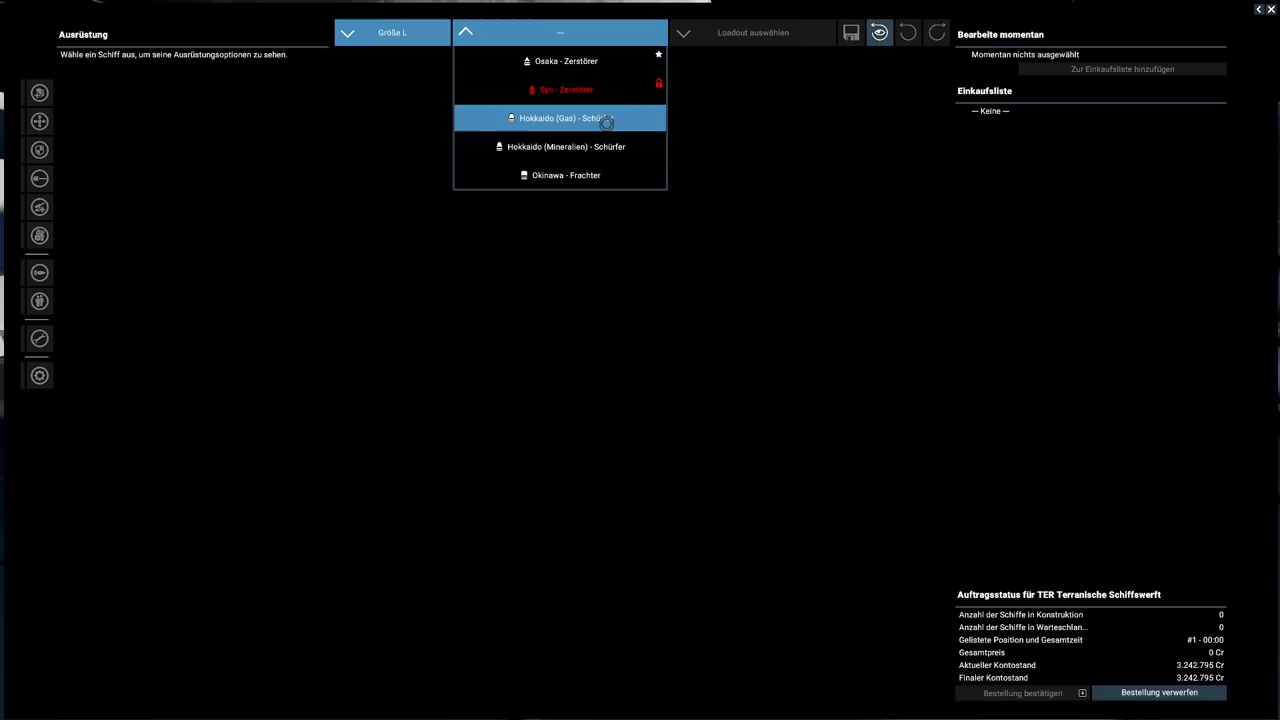 Ausrüstung
Wähle ein Schiff aus, um seine Ausrüstungsoptionen zu sehen.
Größe L
—
Loadout auswählen
Osaka - Zerstörer
Syn - Zerstörer
Hokkaido (Gas) - Schürfer
Hokkaido (Mineralien) - Schürfer
Okinawa - Frachter
Bearbeite momentan
Momentan nichts ausgewählt
Zur Einkaufsliste hinzufügen
Einkaufsliste
— Keine —
Auftragsstatus für TER Terranische Schiffswerft
Anzahl der Schiffe in Konstruktion 0
Anzahl der Schiffe in Warteschlan... 0
Gelistete Position und Gesamtzeit #1 - 00:00
Gesamtpreis 0 Cr
Aktueller Kontostand 3.242.795 Cr
Finaler Kontostand 3.242.795 Cr
Bestellung bestätigen
Bestellung verwerfen